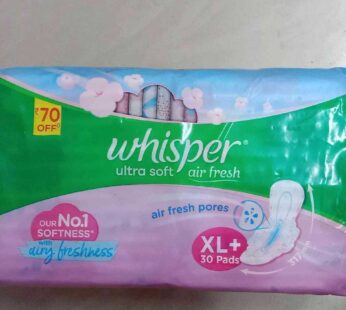 ₹70
OFF◊
whisper®
ultra soft air fresh
air fresh pores
OUR No.1
SOFTNESS
with
airy freshness
XL+
30 Pads